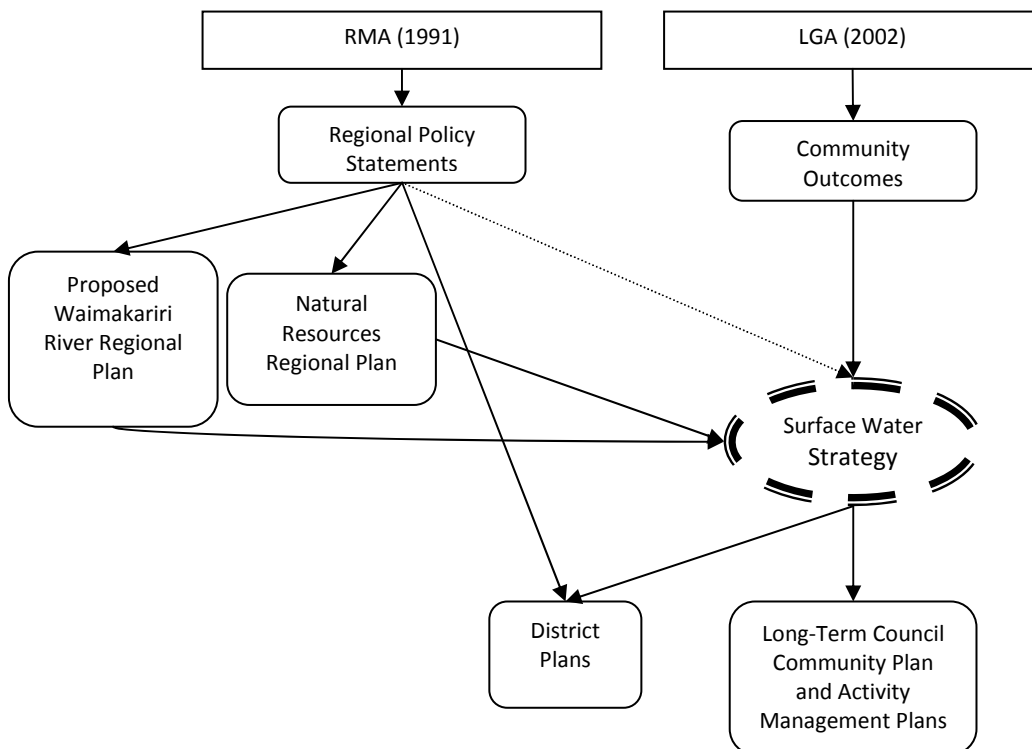 RMA (1991)
LGA (2002)
Regional Policy
Statements
Community
Outcomes
Proposed
Waimakariri
River Regional
Plan
Natural
Resources
Regional Plan
Surface Water
Strategy
District
Plans
Long-Term Council
Community Plan
and Activity
Management Plans